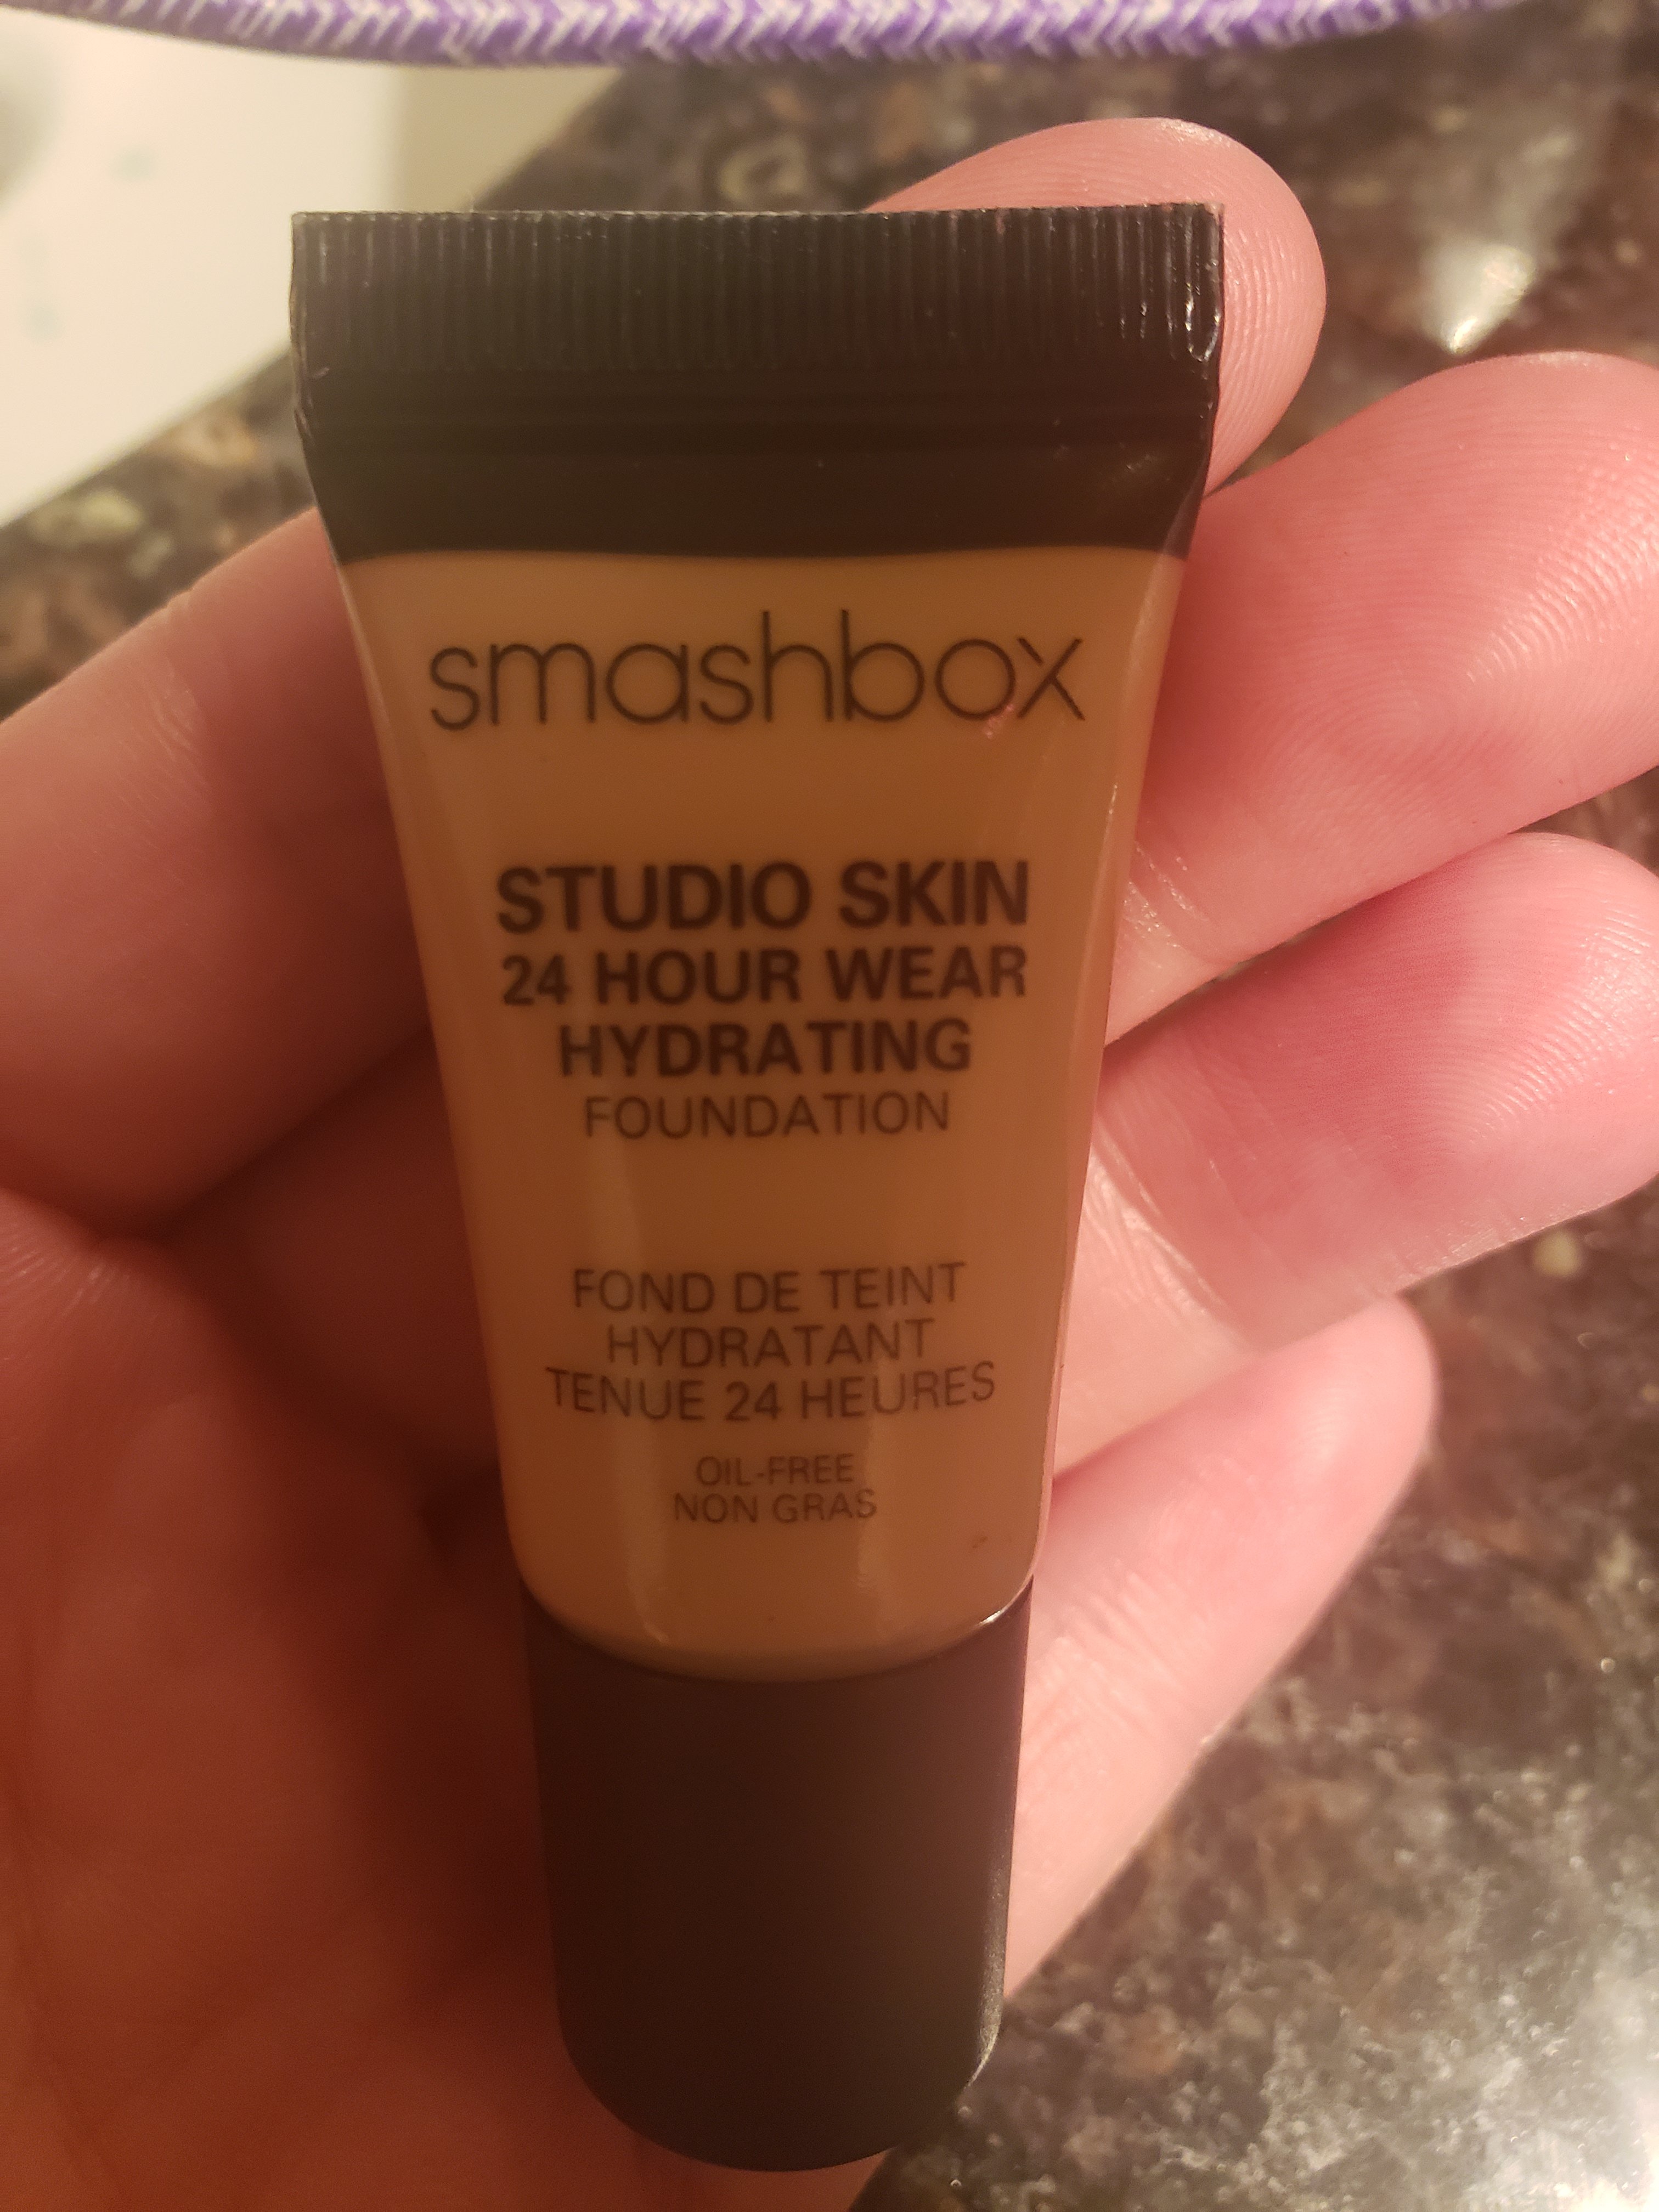 smashbox
STUDIO SKIN
24 HOUR WEAR
HYDRATING
FOUNDATION
FOND DE TEINT
HYDRATANT
TENUE 24 HEURES
OIL-FREE
NON GRAS